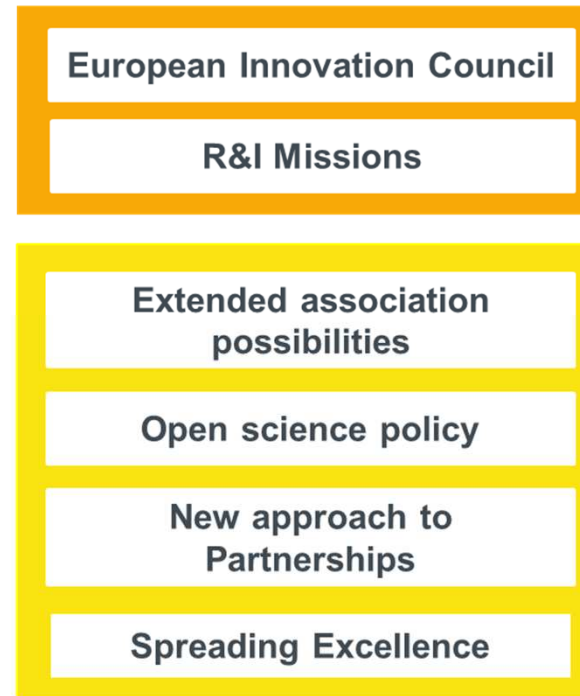 European Innovation Council
R&I Missions
Extended association
possibilities
Open science policy
New approach to
Partnerships
Spreading Excellence